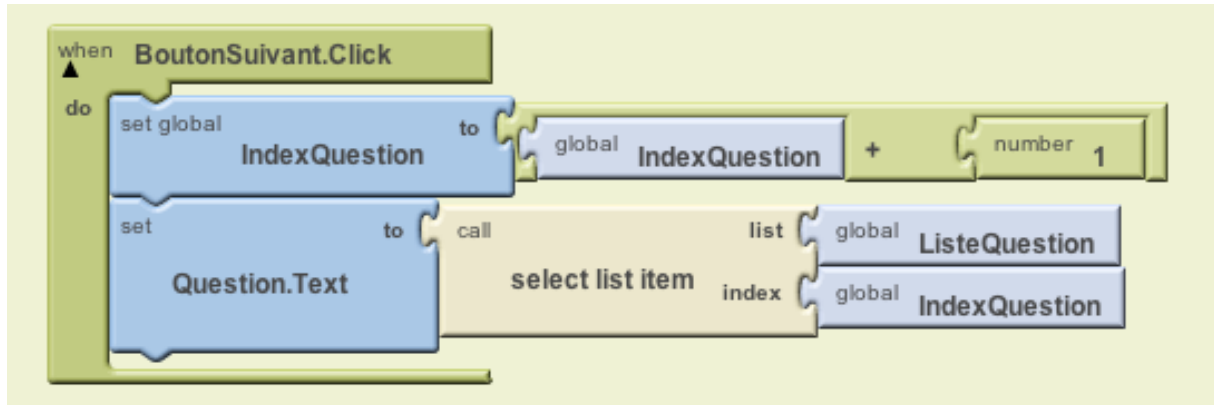 when BoutonSuivant.Click
do
set global IndexQuestion to global IndexQuestion + number 1
set Question.Text to call select list item list global ListeQuestion
index global IndexQuestion